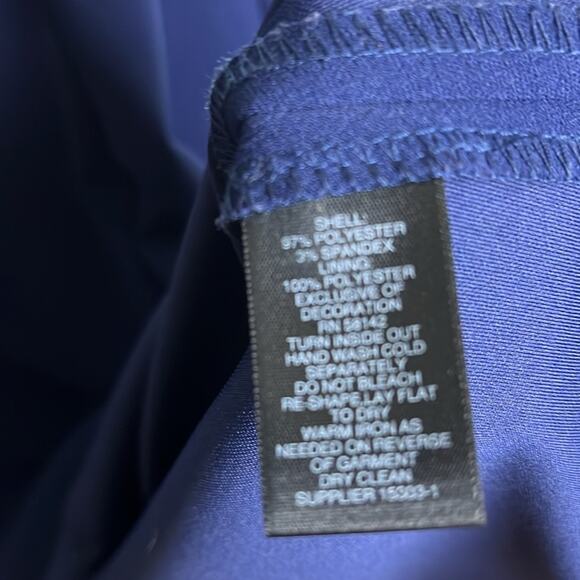 SHELL:
97% POLYESTER
3% SPANDEX
LINING:
100% POLYESTER
EXCLUSIVE OF
DECORATION
RN 56142
TURN INSIDE OUT
HAND WASH COLD
SEPARATELY
DO NOT BLEACH
RE-SHAPE LAY FLAT
TO DRY
WARM IRON AS
NEEDED ON REVERSE
OF GARMENT
DRY CLEAN
SUPPLIER 15303-1